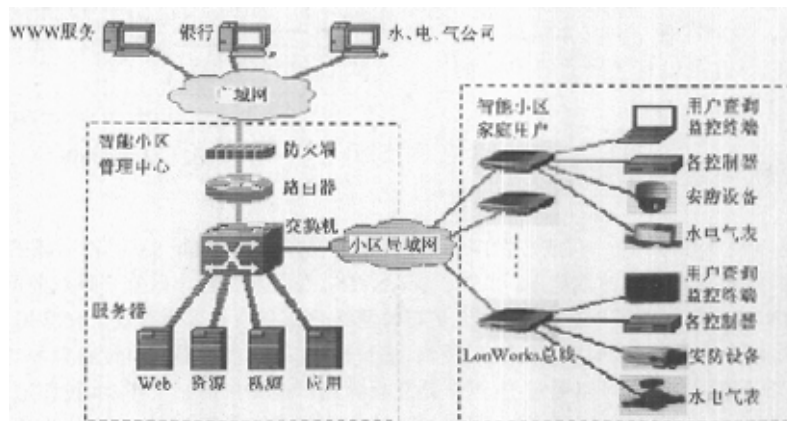 WWW服务
银行
水、电、气公司
广域网
智能小区
管理中心
防火墙
路由器
交换机
小区局域网
服务器
Web
资源
视频
应用
智能小区
家庭用户
用户查询
监控终端
各控制器
安防设备
水电气表
用户查询
监控终端
各控制器
LonWorks总线
安防设备
水电气表